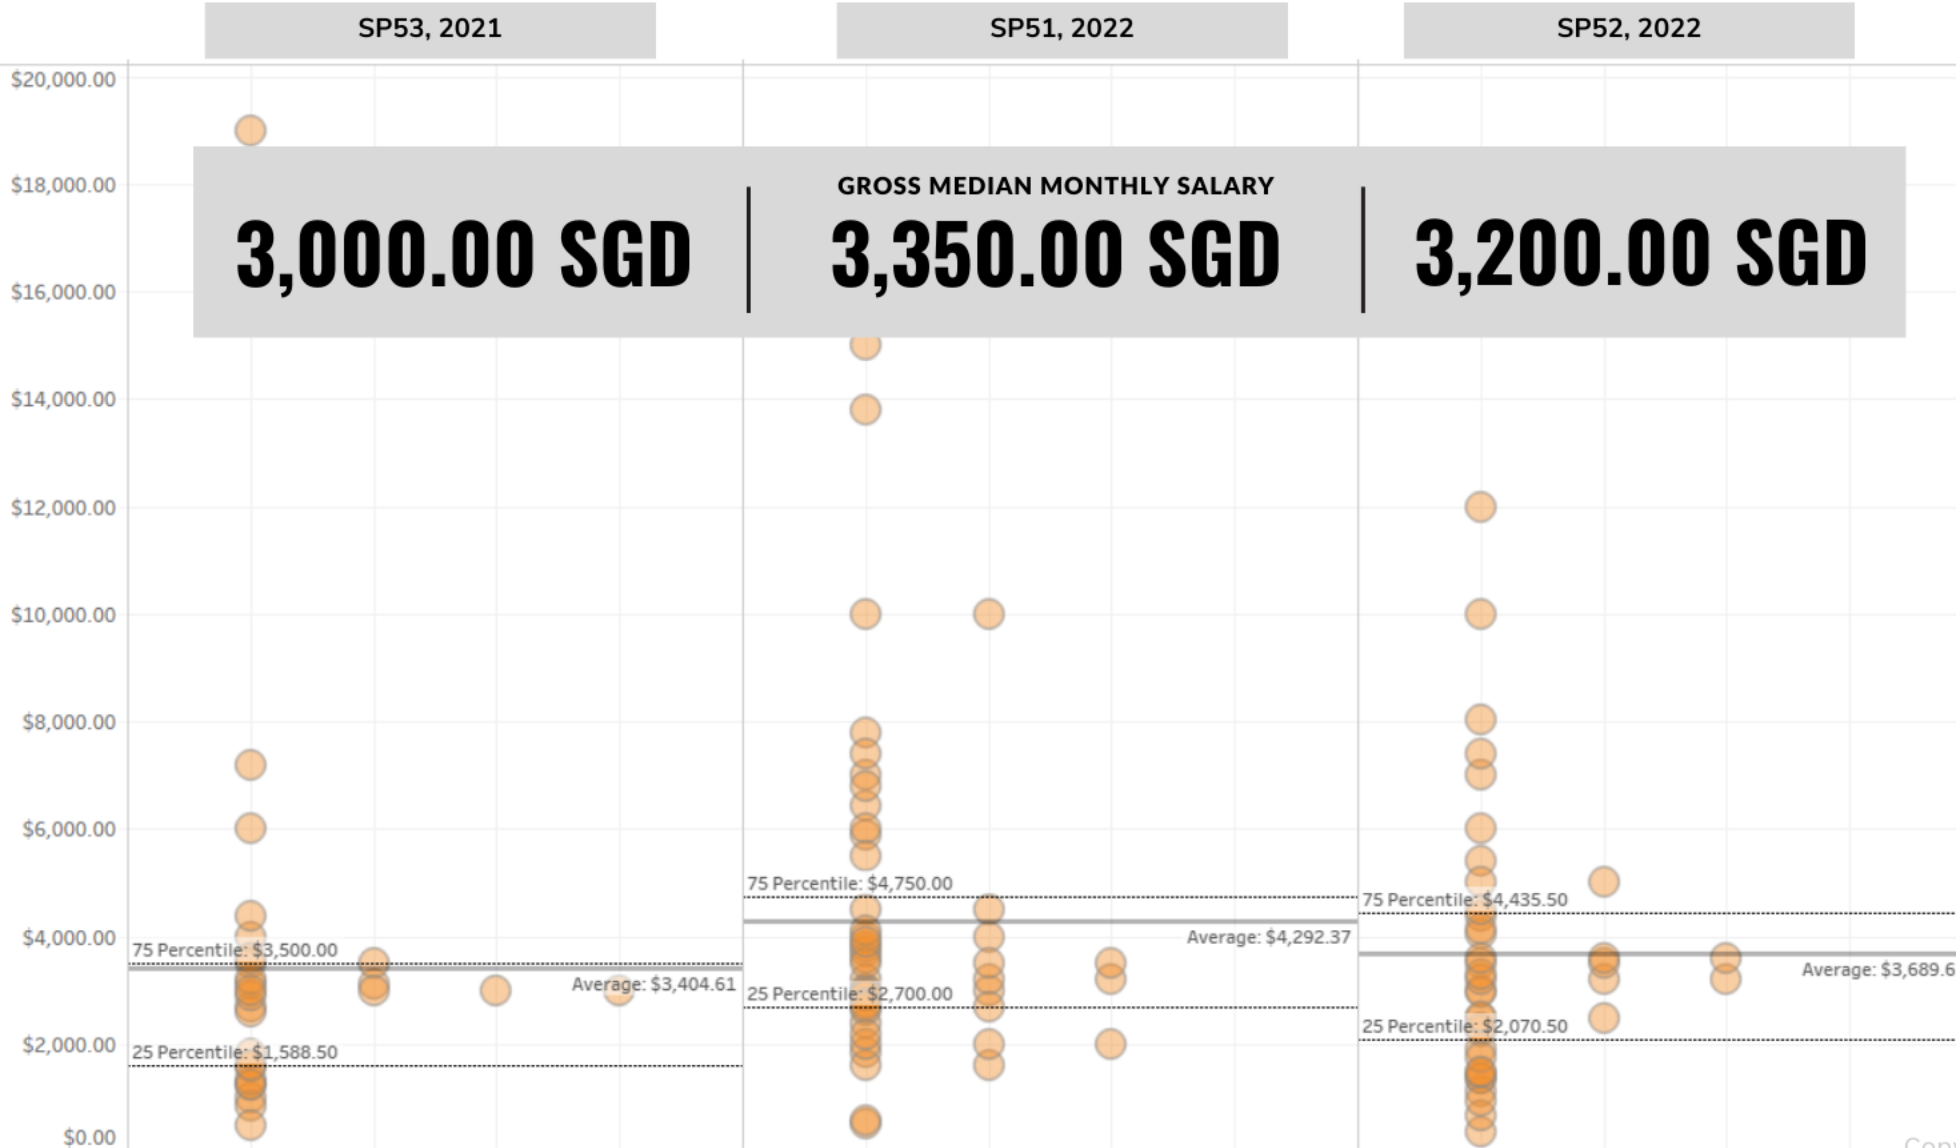 SP53, 2021
SP51, 2022
SP52, 2022
$20,000.00
$18,000.00
$16,000.00
$14,000.00
$12,000.00
$10,000.00
$8,000.00
$6,000.00
$4,000.00
$2,000.00
$0.00
GROSS MEDIAN MONTHLY SALARY
3,000.00 SGD
3,350.00 SGD
3,200.00 SGD
75 Percentile: $3,500.00
Average: $3,404.61
25 Percentile: $1,588.50
75 Percentile: $4,750.00
Average: $4,292.37
25 Percentile: $2,700.00
75 Percentile: $4,435.50
Average: $3,689.6
25 Percentile: $2,070.50